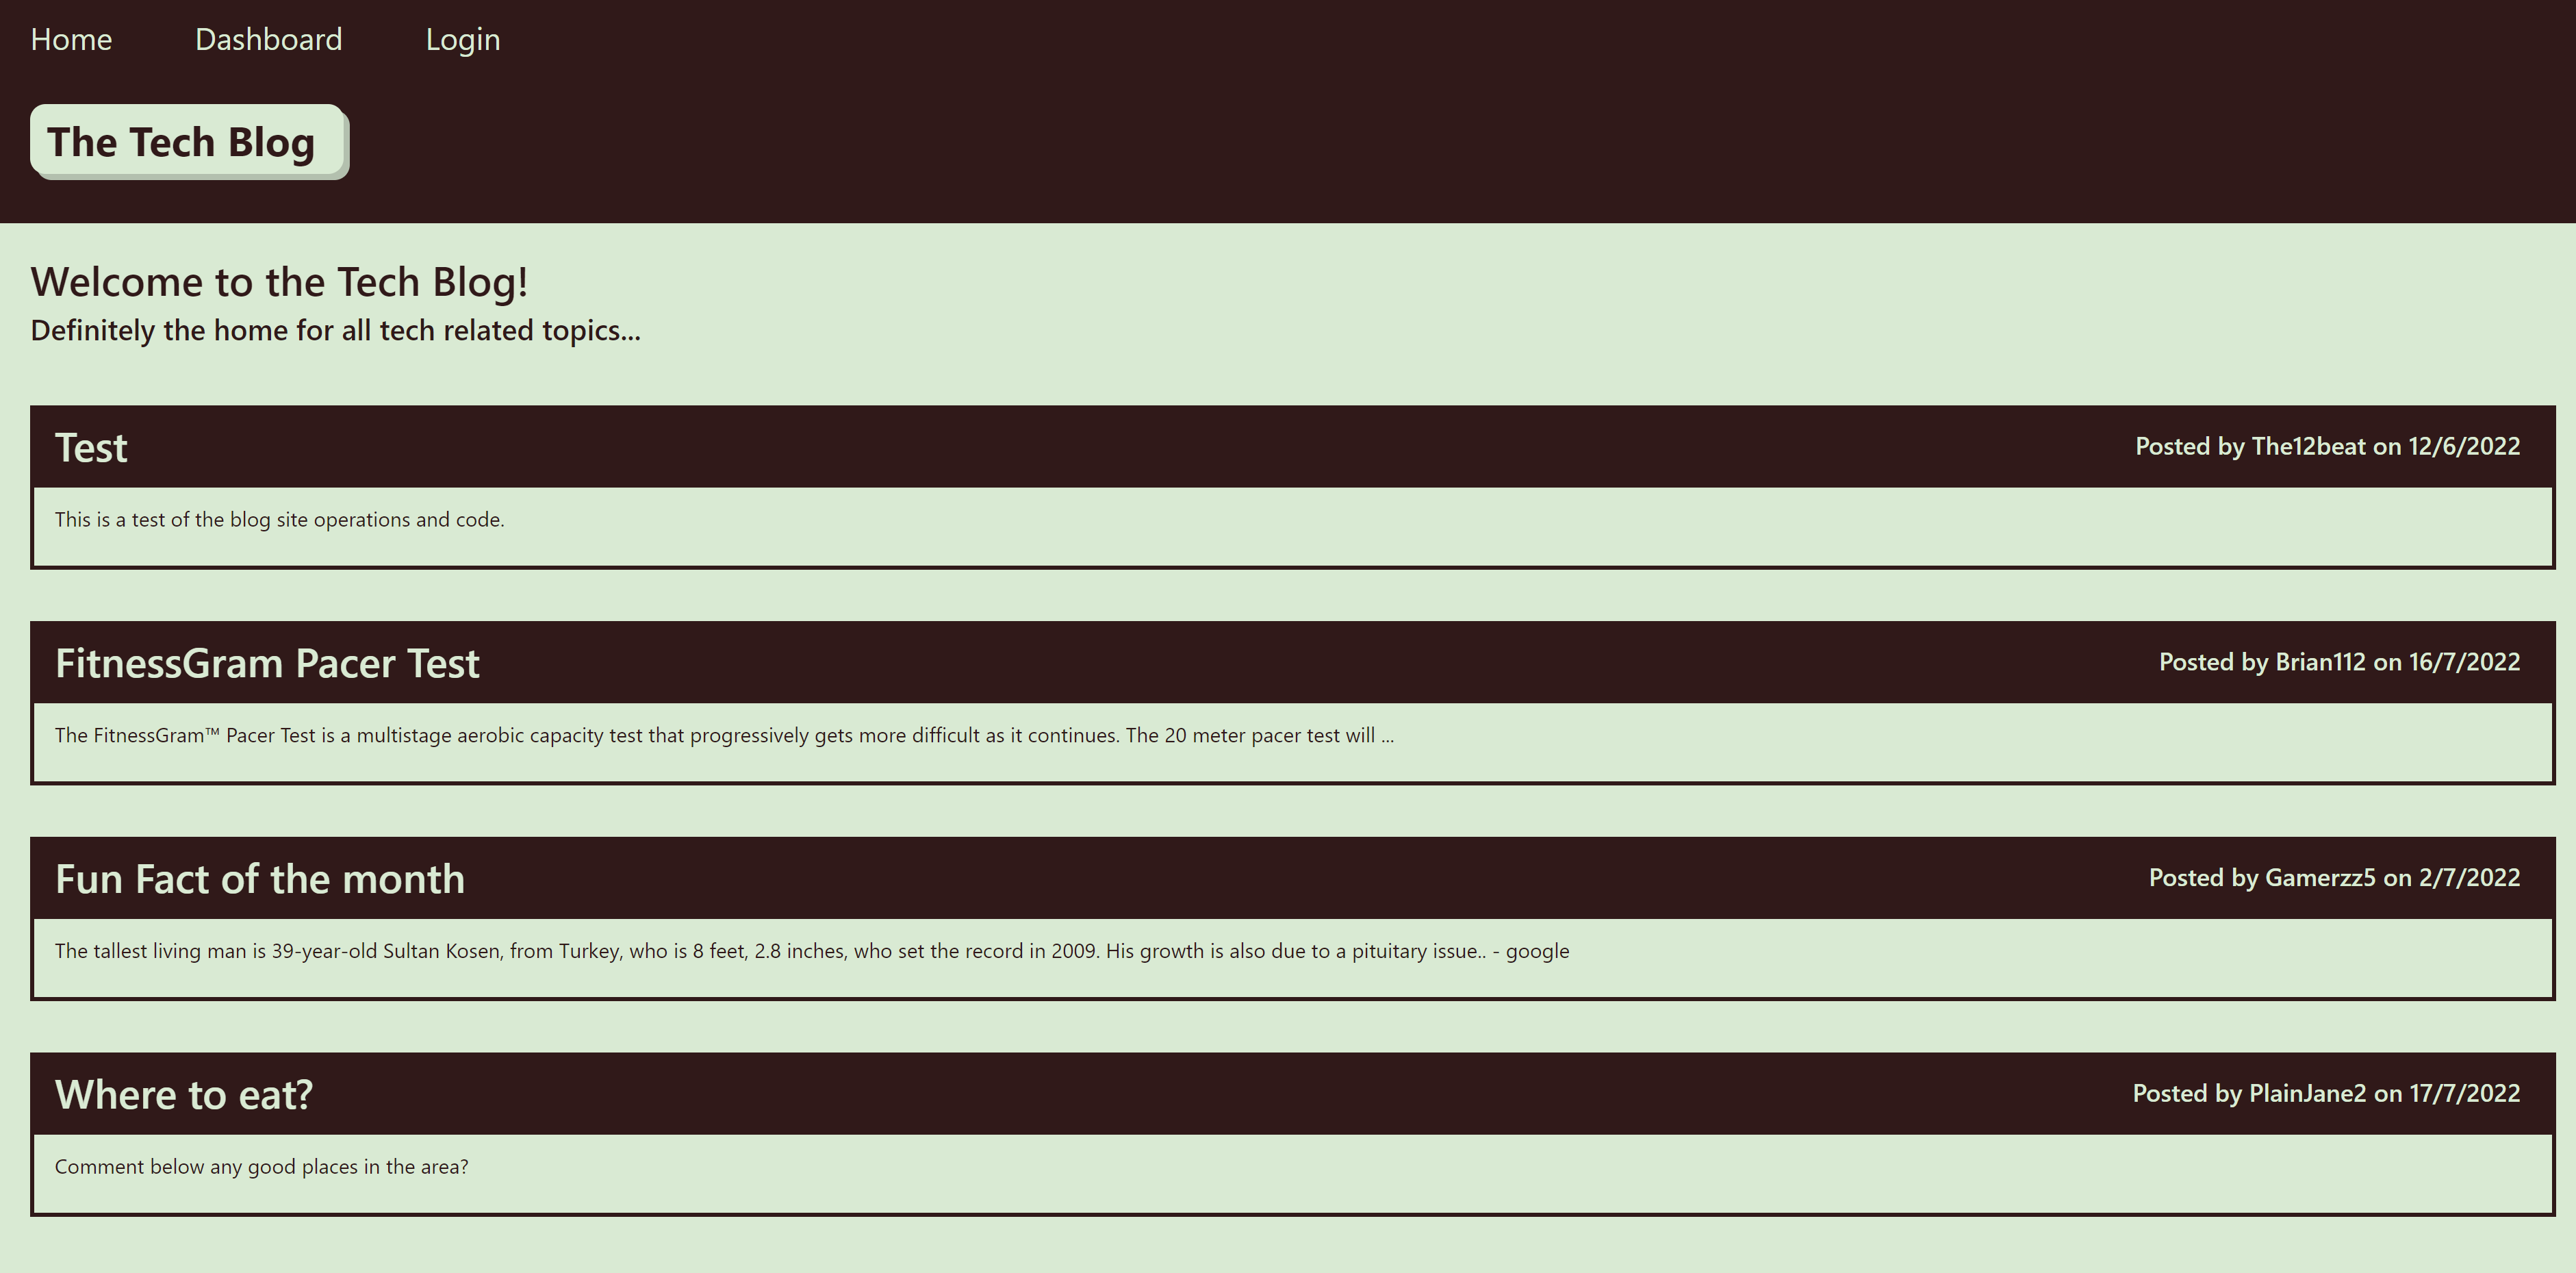 Home Dashboard Login
The Tech Blog
Welcome to the Tech Blog!
Definitely the home for all tech related topics...
Test Posted by The12beat on 12/6/2022
This is a test of the blog site operations and code.
FitnessGram Pacer Test Posted by Brian112 on 16/7/2022
The FitnessGram™ Pacer Test is a multistage aerobic capacity test that progressively gets more difficult as it continues. The 20 meter pacer test will ...
Fun Fact of the month Posted by Gamerzz5 on 2/7/2022
The tallest living man is 39-year-old Sultan Kosen, from Turkey, who is 8 feet, 2.8 inches, who set the record in 2009. His growth is also due to a pituitary issue.. - google
Where to eat? Posted by PlainJane2 on 17/7/2022
Comment below any good places in the area?